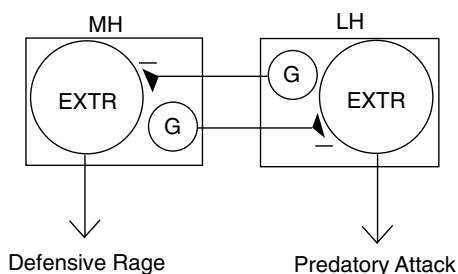 MH
LH
EXTR
G
G
EXTR
Defensive Rage
Predatory Attack